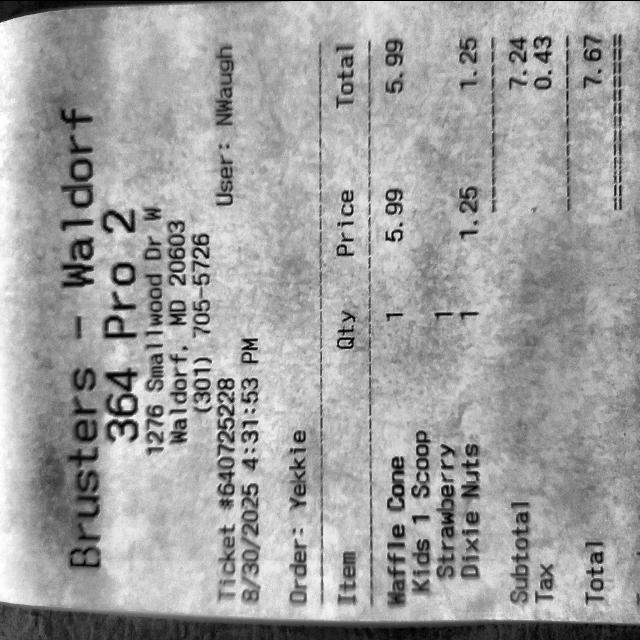 Brusters - Waldorf
364 Pro 2
1276 Smallwood Dr W
Waldorf, MD 20603
(301) 705-5726
Ticket #640725228
8/30/2025 4:31:53 PM User: NWaugh
Order: Yekkie
Item Qty Price Total
Waffle Cone 1 5.99 5.99
Kids 1 Scoop
Strawberry 1
Dixie Nuts 1 1.25 1.25
Subtotal 7.24
Tax 0.43
Total 7.67